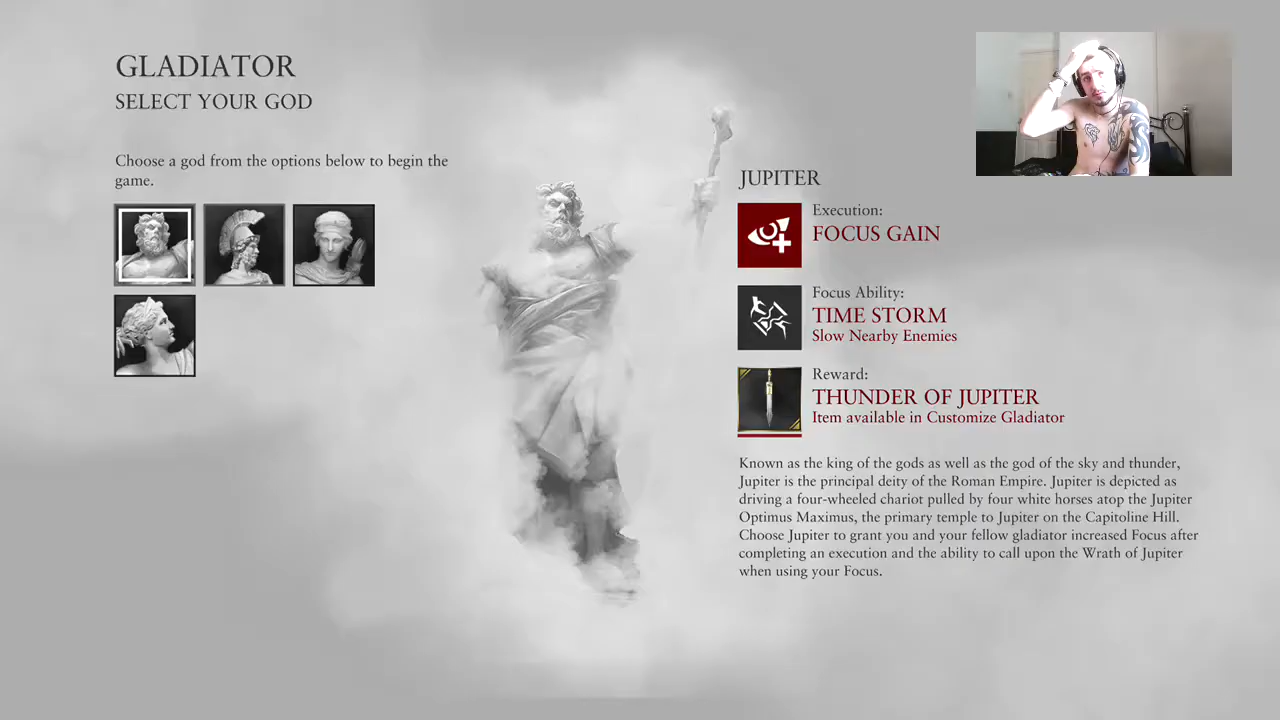 GLADIATOR
SELECT YOUR GOD
Choose a god from the options below to begin the
game.
JUPITER
Execution:
FOCUS GAIN
Focus Ability:
TIME STORM
Slow Nearby Enemies
Reward:
THUNDER OF JUPITER
Item available in Customize Gladiator
Known as the king of the gods as well as the god of the sky and thunder,
Jupiter is the principal deity of the Roman Empire. Jupiter is depicted as
driving a four-wheeled chariot pulled by four white horses atop the Jupiter
Optimus Maximus, the primary temple to Jupiter on the Capitoline Hill.
Choose Jupiter to grant you and your fellow gladiator increased Focus after
completing an execution and the ability to call upon the Wrath of Jupiter
when using your Focus.